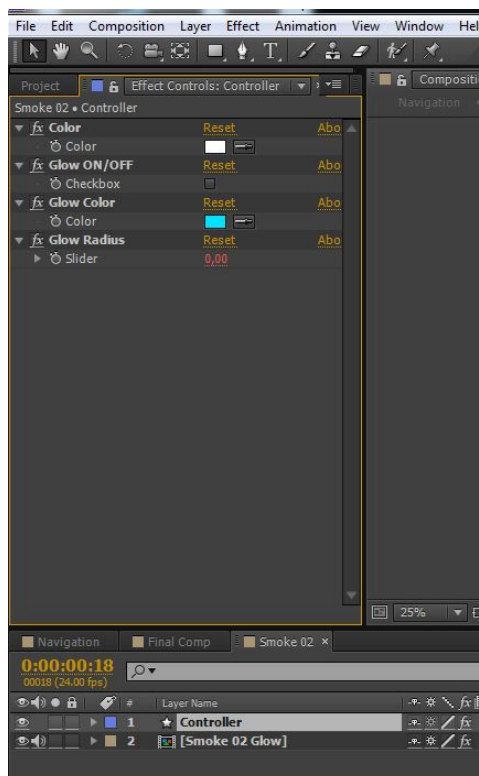 File Edit Composition Layer Effect Animation View Window Hel
Project Effect Controls: Controller Compositi
Navigation
Smoke 02 • Controller
fx Color Reset Abo
Color
fx Glow ON/OFF Reset Abo
Checkbox
fx Glow Color Reset Abo
Color
fx Glow Radius Reset Abo
Slider 0,00
25%
Navigation Final Comp Smoke 02 ×
0:00:00:18
00018 (24.00 fps)
# Layer Name fx
1 Controller fx
2 [Smoke 02 Glow] fx